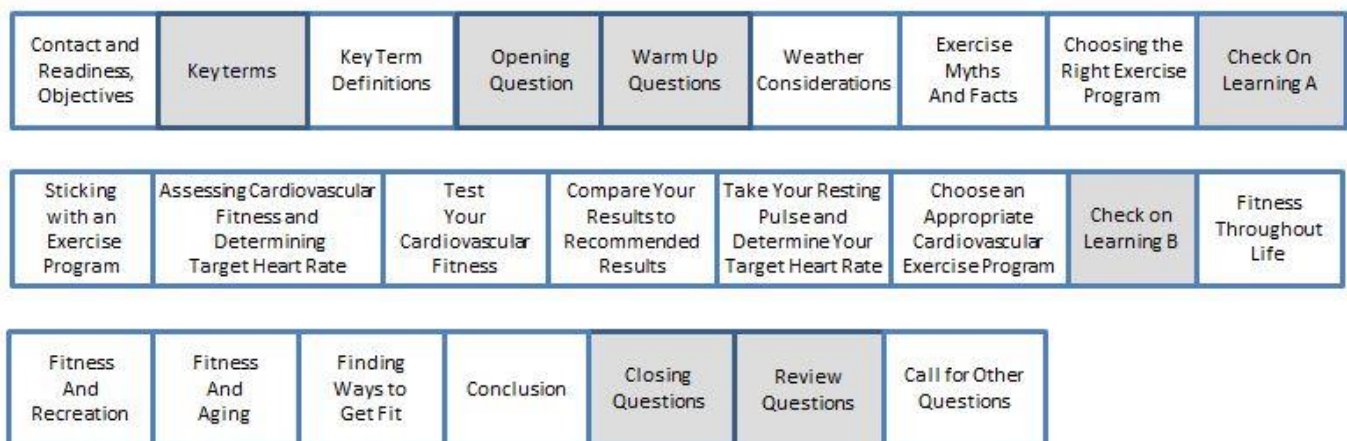 Contact and
Readiness,
Objectives
Key terms
Key Term
Definitions
Opening
Question
Warm Up
Questions
Weather
Considerations
Exercise
Myths
And Facts
Choosing the
Right Exercise
Program
Check On
Learning A
Sticking
with an
Exercise
Program
Assessing Cardiovascular
Fitness and
Determining
Target Heart Rate
Test
Your
Cardiovascular
Fitness
Compare Your
Results to
Recommended
Results
Take Your Resting
Pulse and
Determine Your
Target Heart Rate
Choose an
Appropriate
Cardiovascular
Exercise Program
Check on
Learning B
Fitness
Throughout
Life
Fitness
And
Recreation
Fitness
And
Aging
Finding
Ways to
Get Fit
Conclusion
Closing
Questions
Review
Questions
Call for Other
Questions